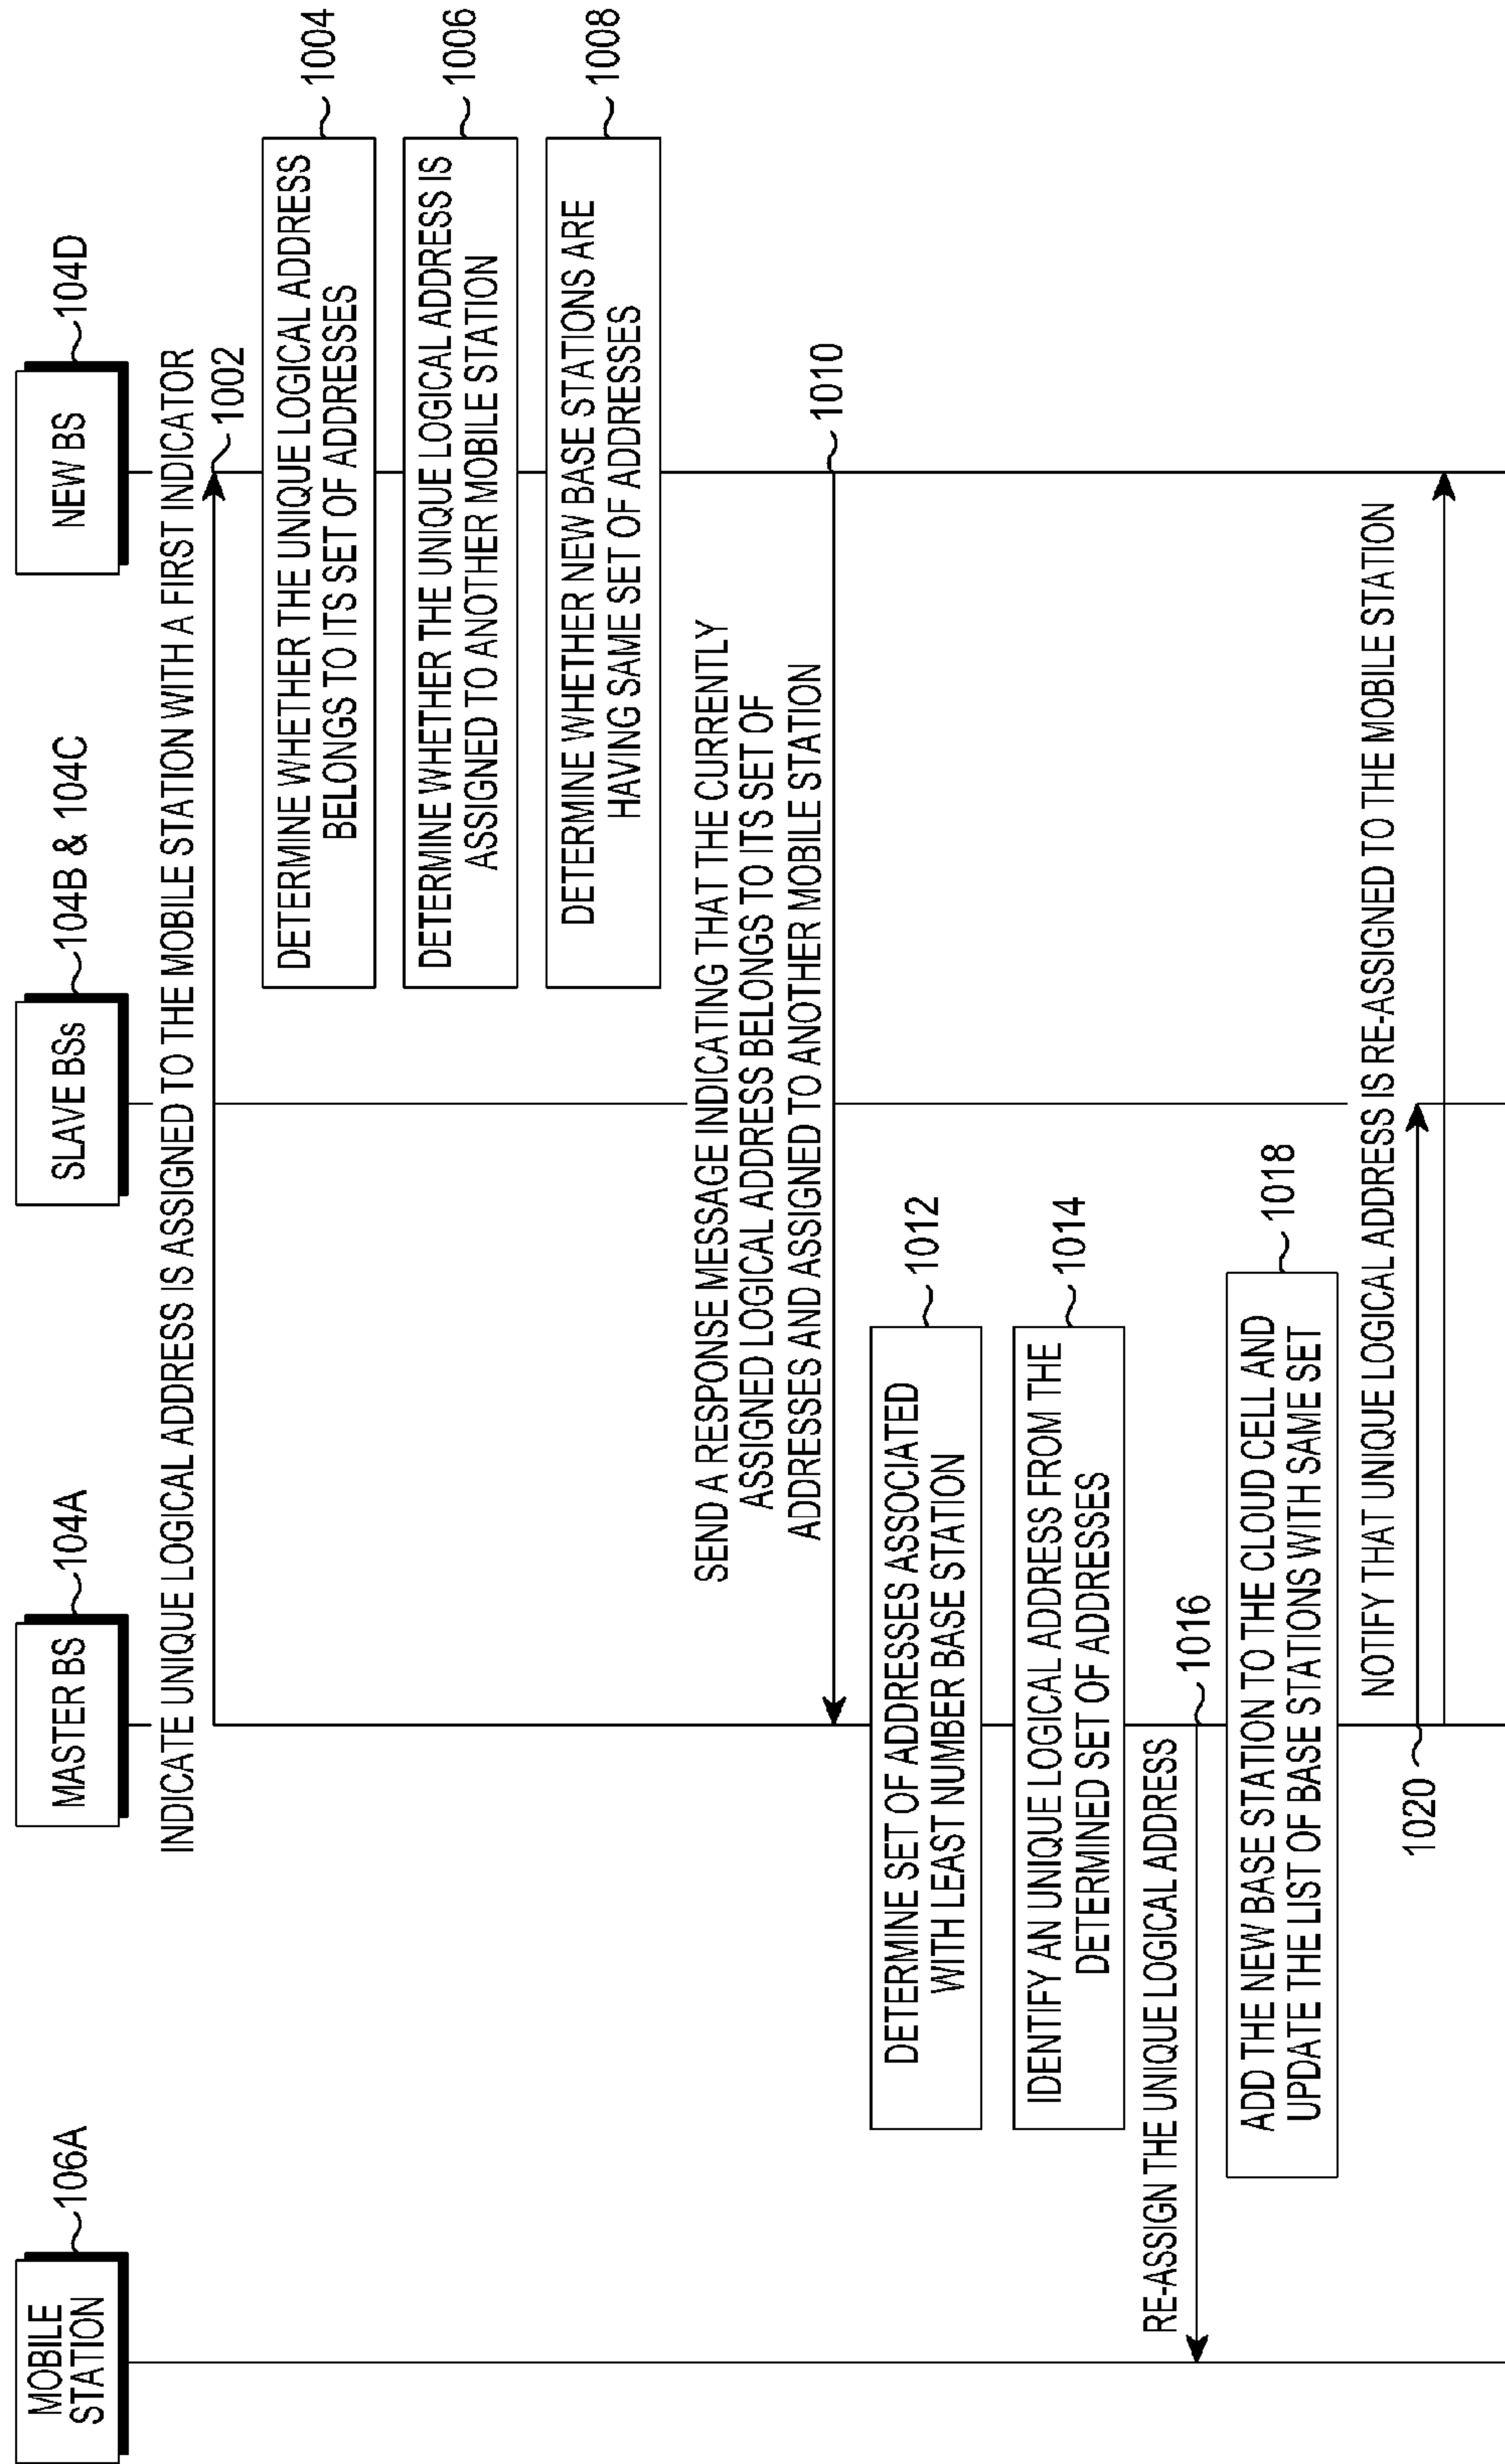 MOBILE
STATION
106A
MASTER BS
104A
SLAVE BSs
104B & 104C
NEW BS
104D
INDICATE UNIQUE LOGICAL ADDRESS IS ASSIGNED TO THE MOBILE STATION WITH A FIRST INDICATOR
1002
DETERMINE WHETHER THE UNIQUE LOGICAL ADDRESS
BELONGS TO ITS SET OF ADDRESSES
1004
DETERMINE WHETHER THE UNIQUE LOGICAL ADDRESS IS
ASSIGNED TO ANOTHER MOBILE STATION
1006
DETERMINE WHETHER NEW BASE STATIONS ARE
HAVING SAME SET OF ADDRESSES
1008
SEND A RESPONSE MESSAGE INDICATING THAT THE CURRENTLY
ASSIGNED LOGICAL ADDRESS BELONGS TO ITS SET OF
ADDRESSES AND ASSIGNED TO ANOTHER MOBILE STATION
1010
DETERMINE SET OF ADDRESSES ASSOCIATED
WITH LEAST NUMBER BASE STATION
1012
IDENTIFY AN UNIQUE LOGICAL ADDRESS FROM THE
DETERMINED SET OF ADDRESSES
1014
RE-ASSIGN THE UNIQUE LOGICAL ADDRESS
1016
ADD THE NEW BASE STATION TO THE CLOUD CELL AND
UPDATE THE LIST OF BASE STATIONS WITH SAME SET
1018
NOTIFY THAT UNIQUE LOGICAL ADDRESS IS RE-ASSIGNED TO THE MOBILE STATION
1020